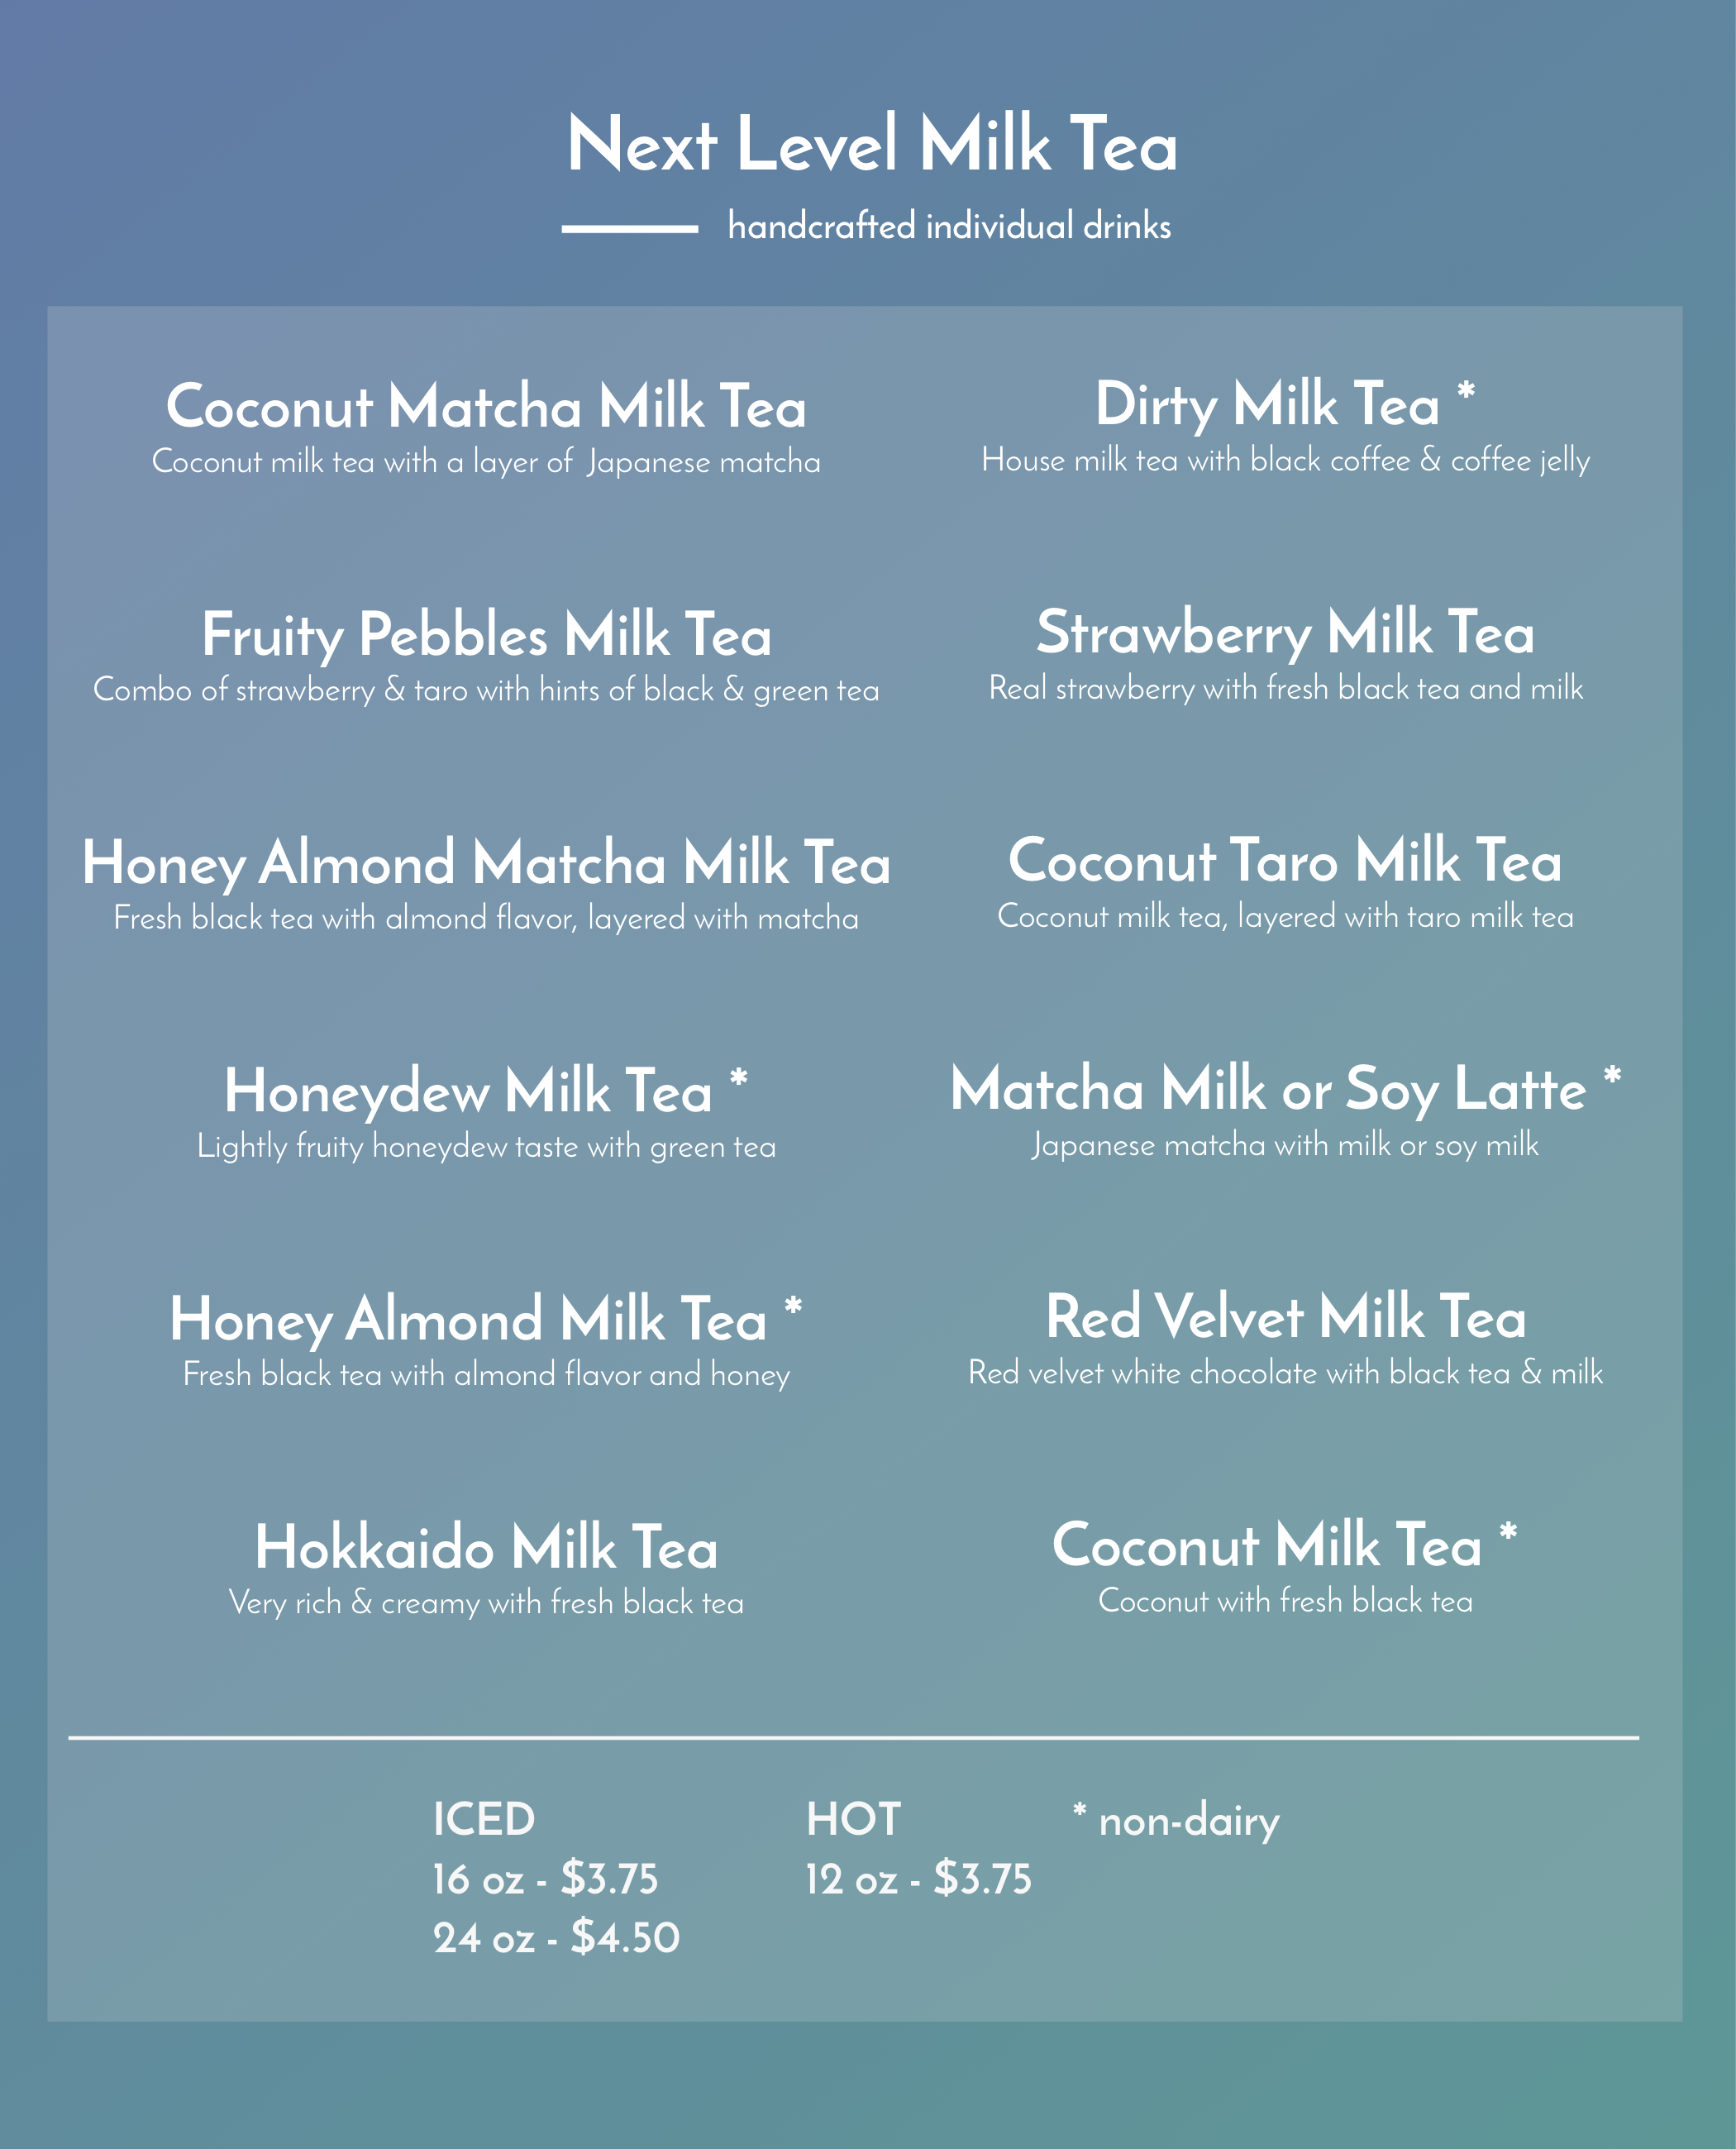 Next Level Milk Tea
handcrafted individual drinks
Coconut Matcha Milk Tea
Coconut milk tea with a layer of Japanese matcha
Dirty Milk Tea *
House milk tea with black coffee & coffee jelly
Fruity Pebbles Milk Tea
Combo of strawberry & taro with hints of black & green tea
Strawberry Milk Tea
Real strawberry with fresh black tea and milk
Honey Almond Matcha Milk Tea
Fresh black tea with almond flavor, layered with matcha
Coconut Taro Milk Tea
Coconut milk tea, layered with taro milk tea
Honeydew Milk Tea *
Lightly fruity honeydew taste with green tea
Matcha Milk or Soy Latte *
Japanese matcha with milk or soy milk
Honey Almond Milk Tea *
Fresh black tea with almond flavor and honey
Red Velvet Milk Tea
Red velvet white chocolate with black tea & milk
Hokkaido Milk Tea
Very rich & creamy with fresh black tea
Coconut Milk Tea *
Coconut with fresh black tea
ICED
16 oz - $3.75
24 oz - $4.50
HOT
12 oz - $3.75
* non-dairy